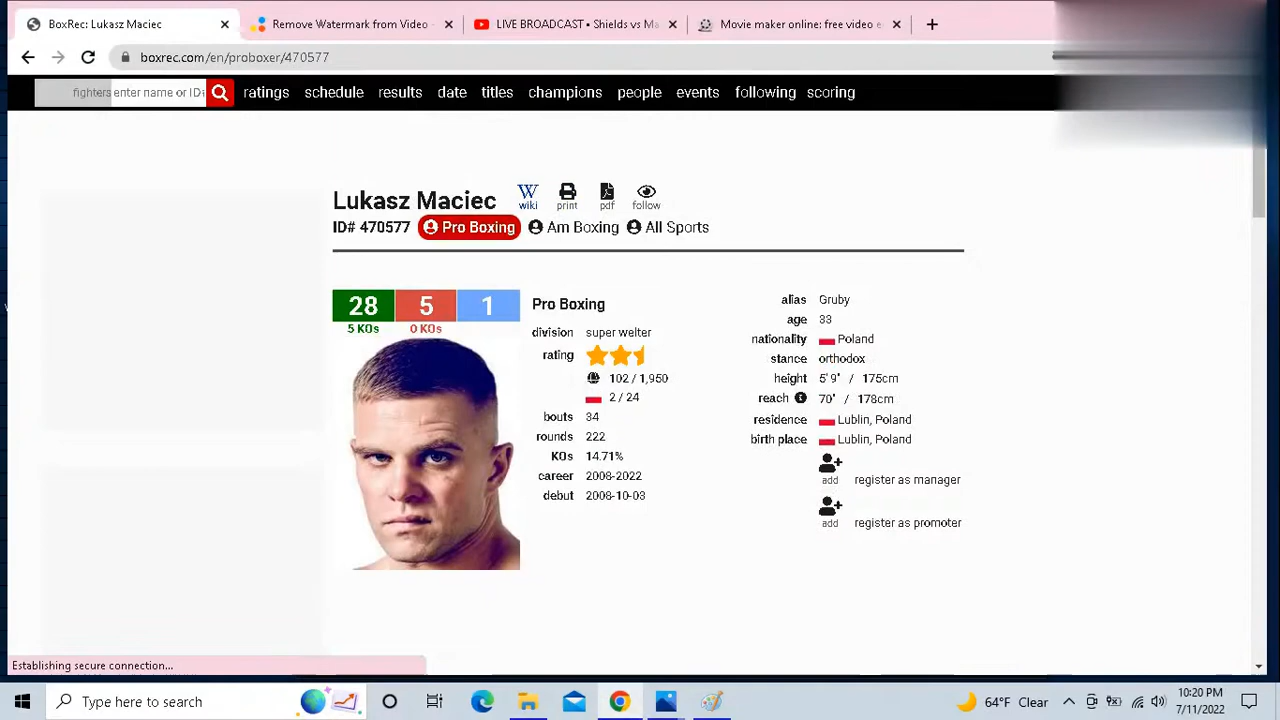 BoxRec: Lukasz Maciec
Remove Watermark from Video
LIVE BROADCAST • Shields vs Ma
Movie maker online: free video e
boxrec.com/en/proboxer/470577
fighters enter name or ID# ratings schedule results date titles champions people events following scoring
Lukasz Maciec
wiki print pdf follow
ID# 470577 Pro Boxing Am Boxing All Sports
28 5 1
5 KOs 0 KOs
Pro Boxing
division super welter
rating
102 / 1,950
2 / 24
bouts 34
rounds 222
KOs 14.71%
career 2008-2022
debut 2008-10-03
alias Gruby
age 33
nationality Poland
stance orthodox
height 5' 9" / 175cm
reach 70" / 178cm
residence Lublin, Poland
birth place Lublin, Poland
add register as manager
add register as promoter
Establishing secure connection...
Type here to search
64°F Clear
10:20 PM
7/11/2022